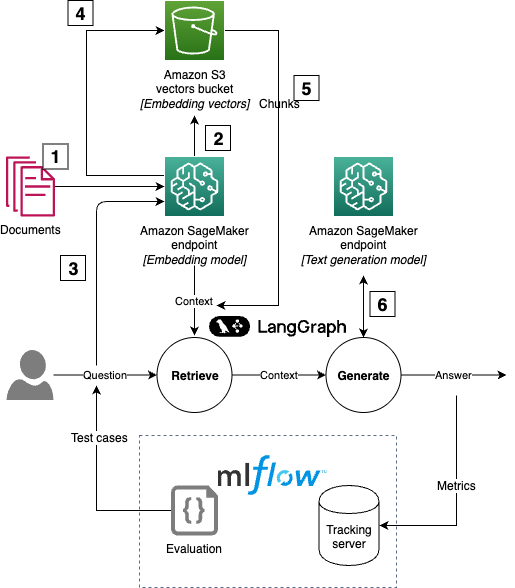 4
Amazon S3
vectors bucket
[Embedding vectors]
5
Chunks
2
1
Documents
Amazon SageMaker
endpoint
[Embedding model]
Amazon SageMaker
endpoint
[Text generation model]
3
Context
6
LangGraph
Question
Retrieve
Context
Generate
Answer
Test cases
mlflow™
Metrics
{}
Evaluation
Tracking
server